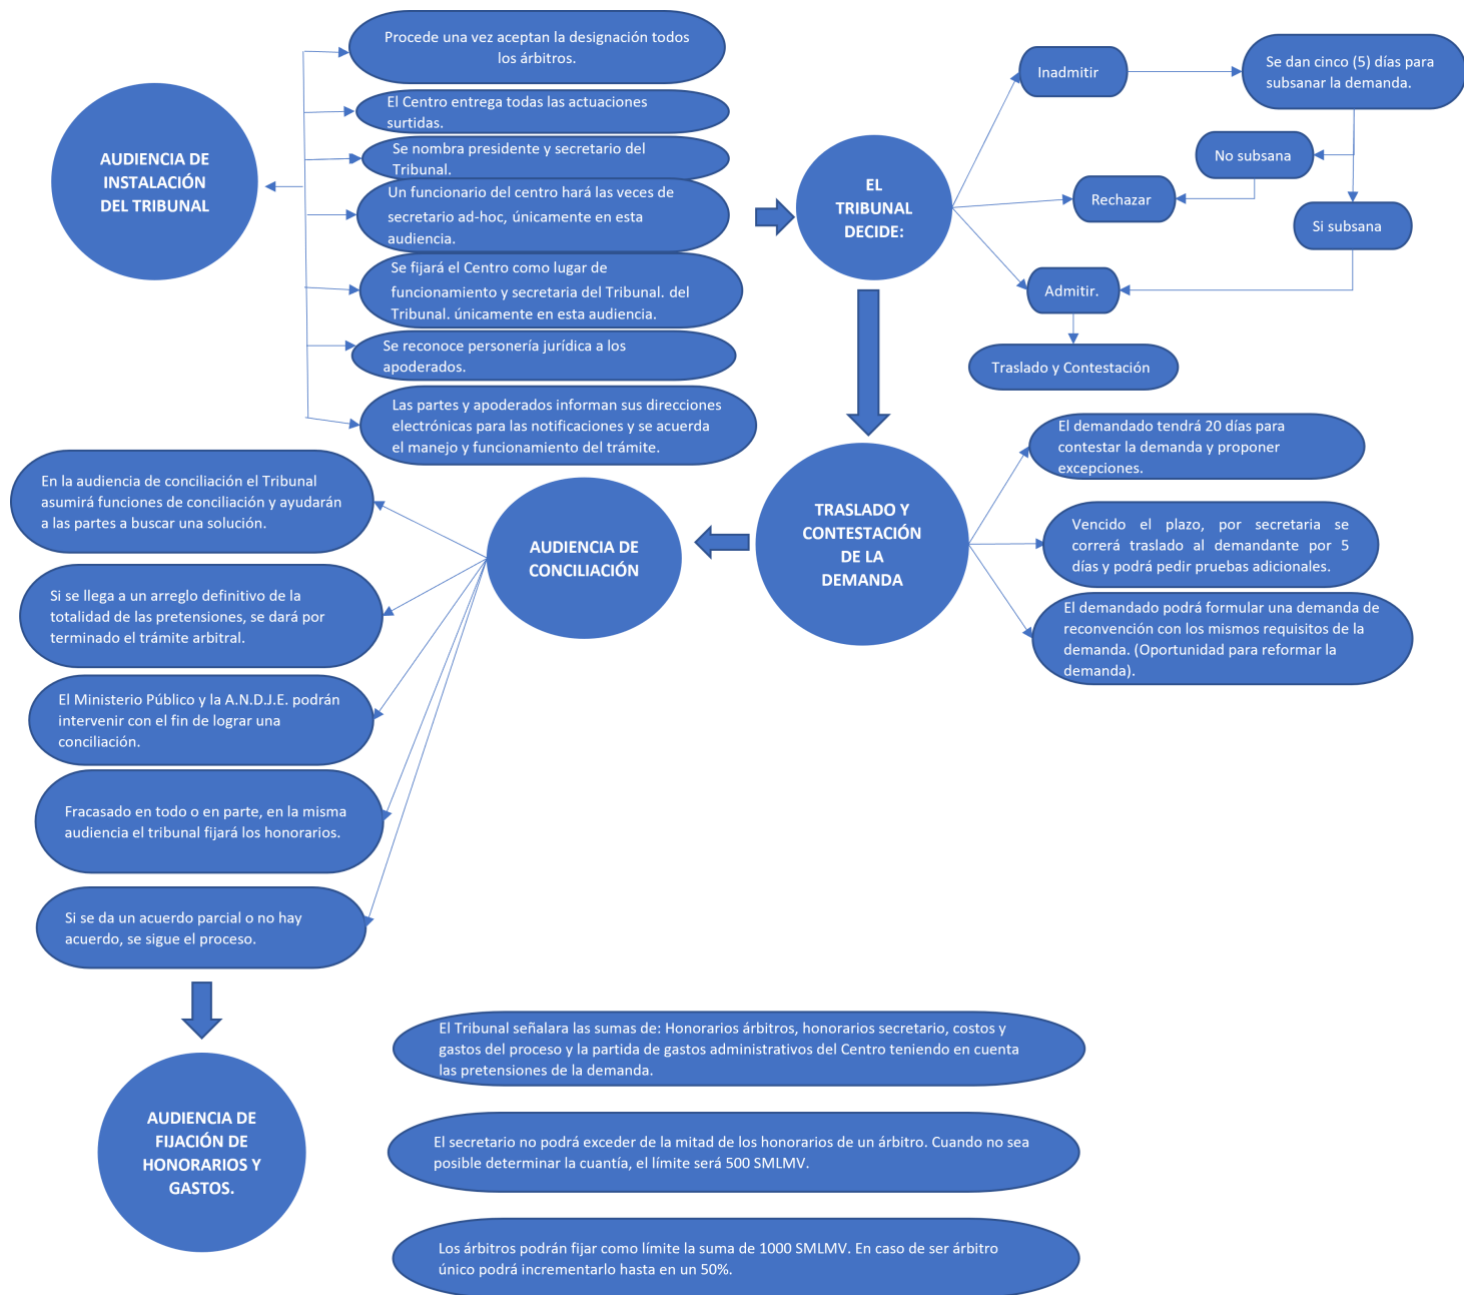 AUDIENCIA DE
INSTALACIÓN
DEL TRIBUNAL
Procede una vez aceptan la designación todos
los árbitros.
El Centro entrega todas las actuaciones
surtidas.
Se nombra presidente y secretario del
Tribunal.
Un funcionario del centro hará las veces de
secretario ad-hoc, únicamente en esta
audiencia.
Se fijará el Centro como lugar de
funcionamiento y secretaria del Tribunal. del
Tribunal. únicamente en esta audiencia.
Se reconoce personería jurídica a los
apoderados.
Las partes y apoderados informan sus direcciones
electrónicas para las notificaciones y se acuerda
el manejo y funcionamiento del trámite.
EL
TRIBUNAL
DECIDE:
Inadmitir
Se dan cinco (5) días para
subsanar la demanda.
No subsana
Rechazar
Si subsana
Admitir.
Traslado y Contestación
TRASLADO Y
CONTESTACIÓN
DE LA
DEMANDA
El demandado tendrá 20 días para
contestar la demanda y proponer
excepciones.
Vencido el plazo, por secretaria se
correrá traslado al demandante por 5
días y podrá pedir pruebas adicionales.
El demandado podrá formular una demanda de
reconvención con los mismos requisitos de la
demanda. (Oportunidad para reformar la
demanda).
AUDIENCIA DE
CONCILIACIÓN
En la audiencia de conciliación el Tribunal
asumirá funciones de conciliación y ayudarán
a las partes a buscar una solución.
Si se llega a un arreglo definitivo de la
totalidad de las pretensiones, se dará por
terminado el trámite arbitral.
El Ministerio Público y la A.N.D.J.E. podrán
intervenir con el fin de lograr una
conciliación.
Fracasado en todo o en parte, en la misma
audiencia el tribunal fijará los honorarios.
Si se da un acuerdo parcial o no hay
acuerdo, se sigue el proceso.
AUDIENCIA DE
FIJACIÓN DE
HONORARIOS Y
GASTOS.
El Tribunal señalara las sumas de: Honorarios árbitros, honorarios secretario, costos y
gastos del proceso y la partida de gastos administrativos del Centro teniendo en cuenta
las pretensiones de la demanda.
El secretario no podrá exceder de la mitad de los honorarios de un árbitro. Cuando no sea
posible determinar la cuantía, el límite será 500 SMLMV.
Los árbitros podrán fijar como límite la suma de 1000 SMLMV. En caso de ser árbitro
único podrá incrementarlo hasta en un 50%.